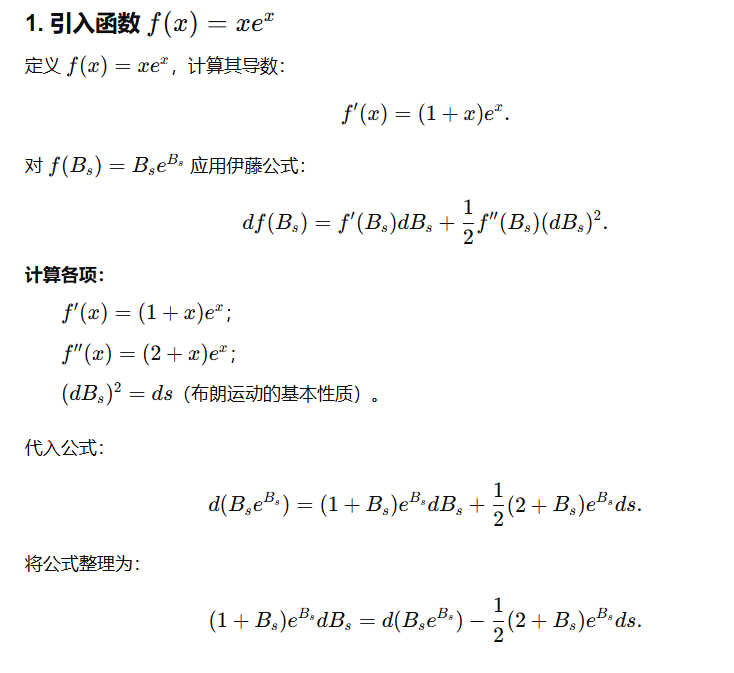 1. 引入函数 f(x) = xe^x
定义 f(x) = xe^x，计算其导数：
f′(x) = (1 + x)e^x.
对 f(B_s) = B_s e^{B_s} 应用伊藤公式：
df(B_s) = f′(B_s)dB_s + \frac{1}{2} f″(B_s)(dB_s)^2.
计算各项：
f′(x) = (1 + x)e^x；
f″(x) = (2 + x)e^x；
(dB_s)^2 = ds（布朗运动的基本性质）。
代入公式：
d(B_s e^{B_s}) = (1 + B_s)e^{B_s} dB_s + \frac{1}{2}(2 + B_s)e^{B_s} ds.
将公式整理为：
(1 + B_s)e^{B_s} dB_s = d(B_s e^{B_s}) − \frac{1}{2}(2 + B_s)e^{B_s} ds.